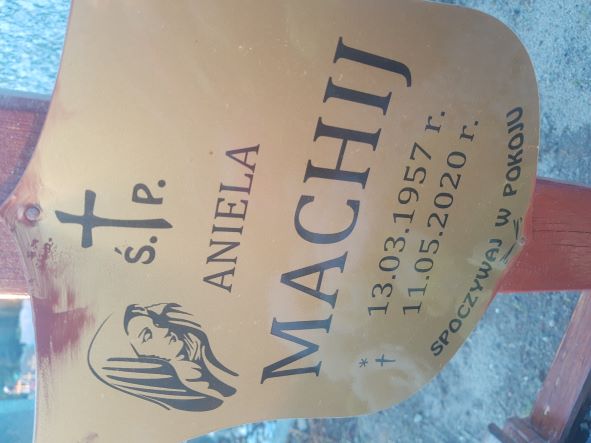 Ś. P.
ANIELA
MACHIJ
* 13.03.1957 r.
† 11.05.2020 r.
SPOCZYWAJ W POKOJU